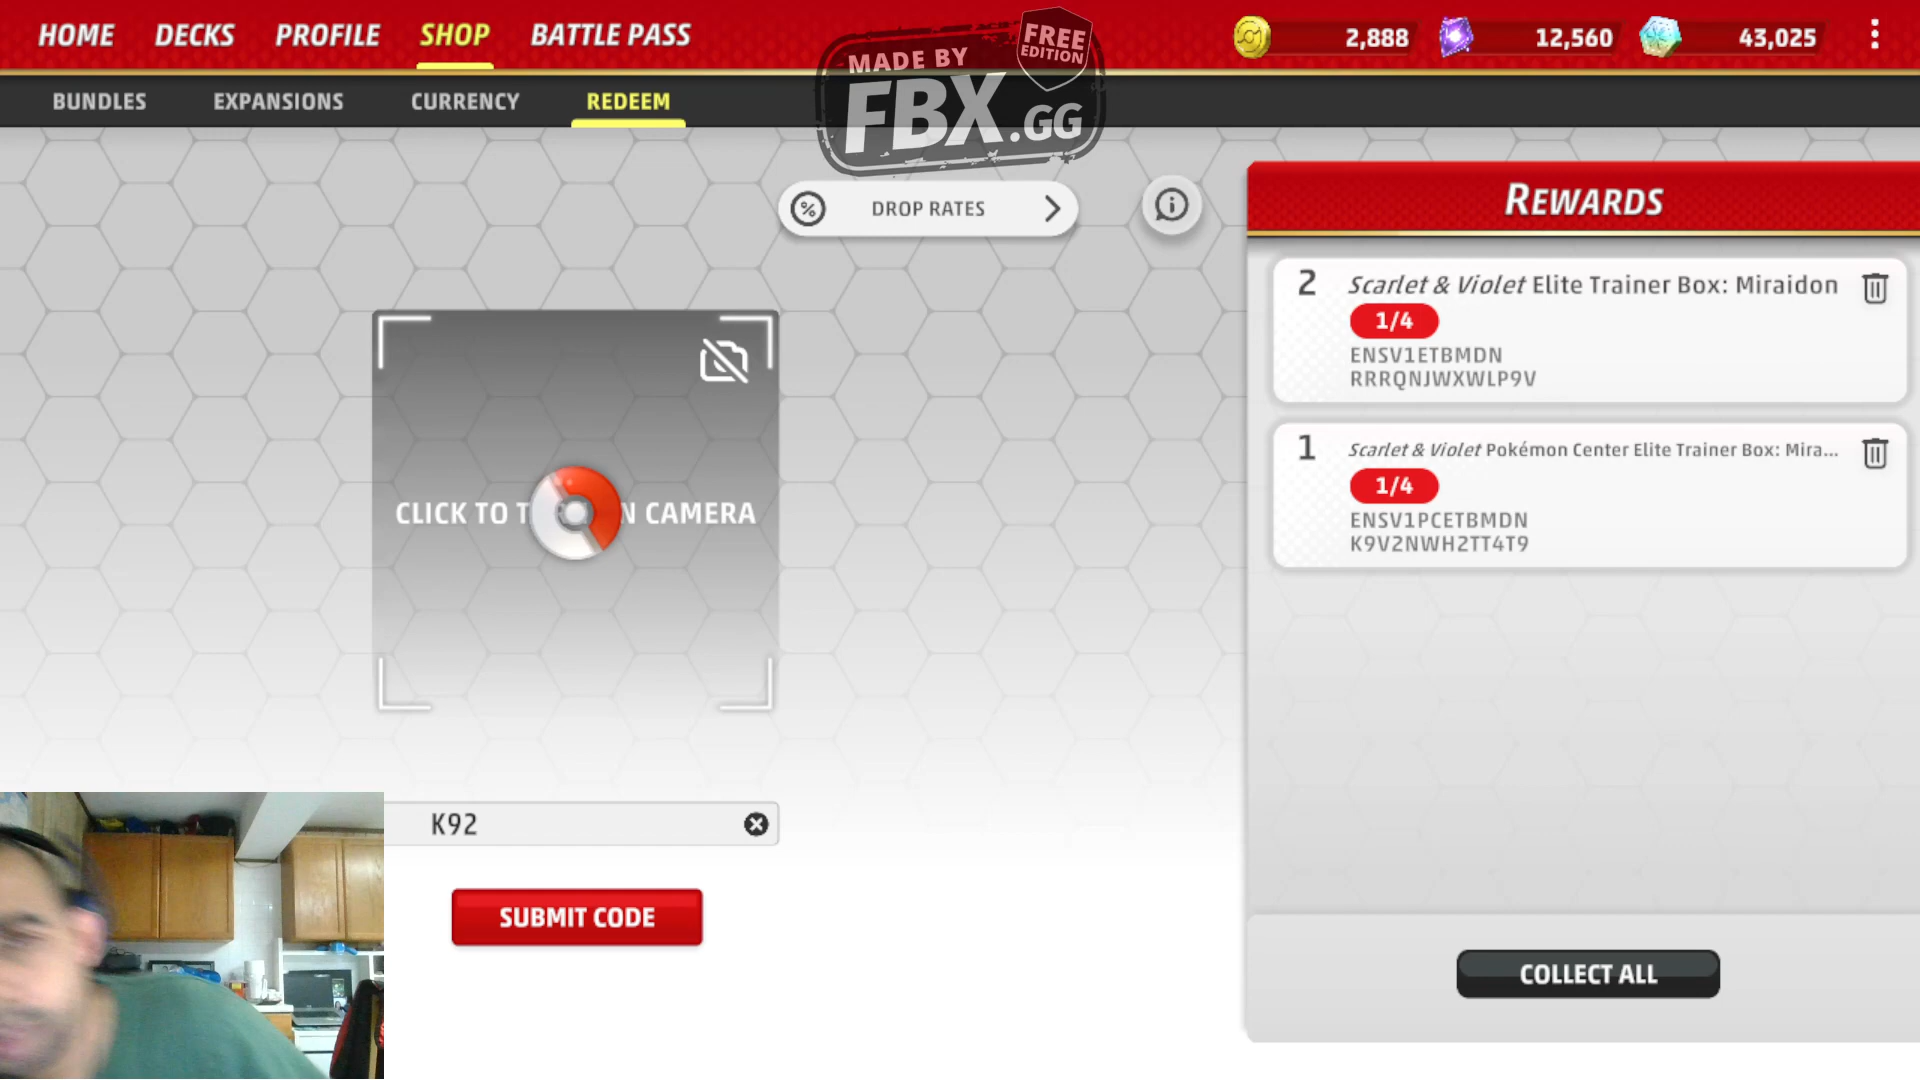 HOME DECKS PROFILE SHOP BATTLE PASS
MADE BY
FREE
EDITION
FBX.GG
2,888 12,560 43,025
BUNDLES EXPANSIONS CURRENCY REDEEM
% DROP RATES
REWARDS
2 Scarlet & Violet Elite Trainer Box: Miraidon
1/4
ENSV1ETBMDN
RRRQNJWXWLP9V
1 Scarlet & Violet Pokémon Center Elite Trainer Box: Mira...
1/4
ENSV1PCETBMDN
K9V2NWH2TT4T9
CLICK TO T N CAMERA
K92
SUBMIT CODE
COLLECT ALL